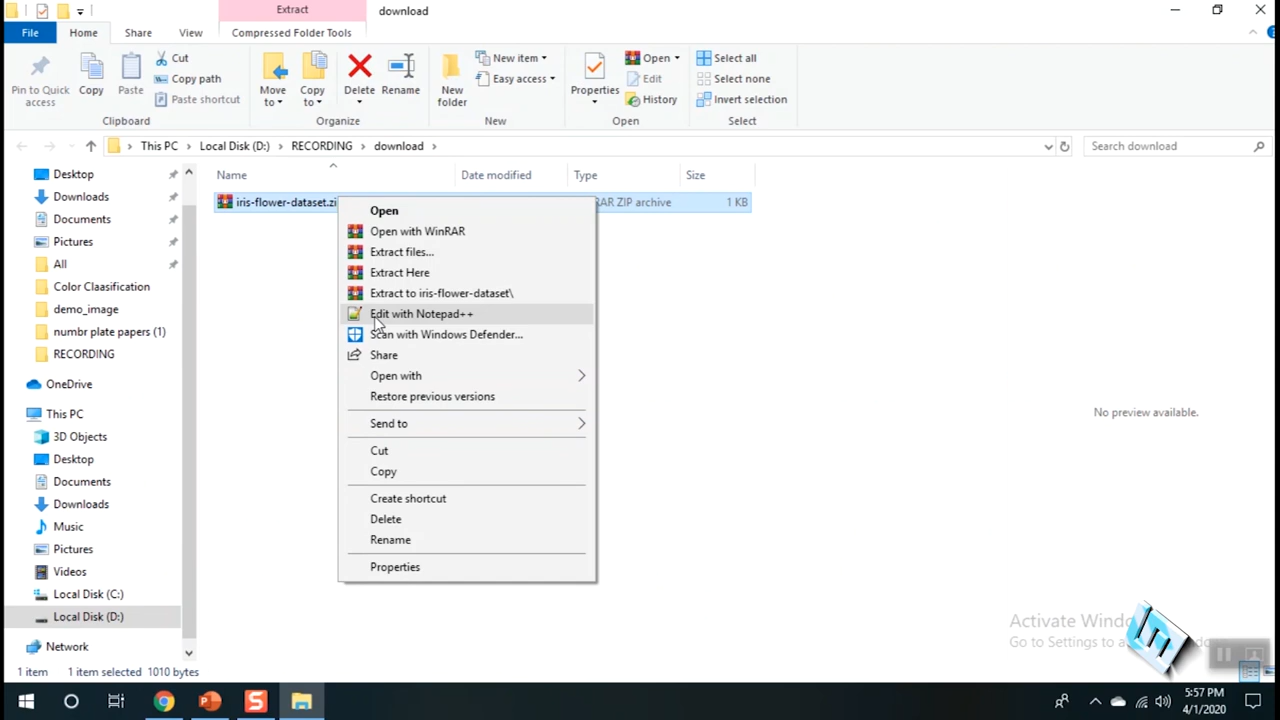 Extract
download
File
Home
Share
View
Compressed Folder Tools
Pin to Quick access
Copy
Paste
Cut
Copy path
Paste shortcut
Clipboard
Move to
Copy to
Delete
Rename
Organize
New folder
New item
Easy access
New
Properties
Open
Edit
History
Open
Select all
Select none
Invert selection
Select
This PC
Local Disk (D:)
RECORDING
download
Search download
Desktop
Downloads
Documents
Pictures
All
Color Claasification
demo_image
numbr plate papers (1)
RECORDING
OneDrive
This PC
3D Objects
Desktop
Documents
Downloads
Music
Pictures
Videos
Local Disk (C:)
Local Disk (D:)
Network
Name
Date modified
Type
Size
iris-flower-dataset.zi
RAR ZIP archive
1 KB
Open
Open with WinRAR
Extract files...
Extract Here
Extract to iris-flower-dataset\
Edit with Notepad++
Scan with Windows Defender...
Share
Open with
Restore previous versions
Send to
Cut
Copy
Create shortcut
Delete
Rename
Properties
No preview available.
Activate Windo
Go to Settings to a
1 item
1 item selected
1010 bytes
5:57 PM
4/1/2020